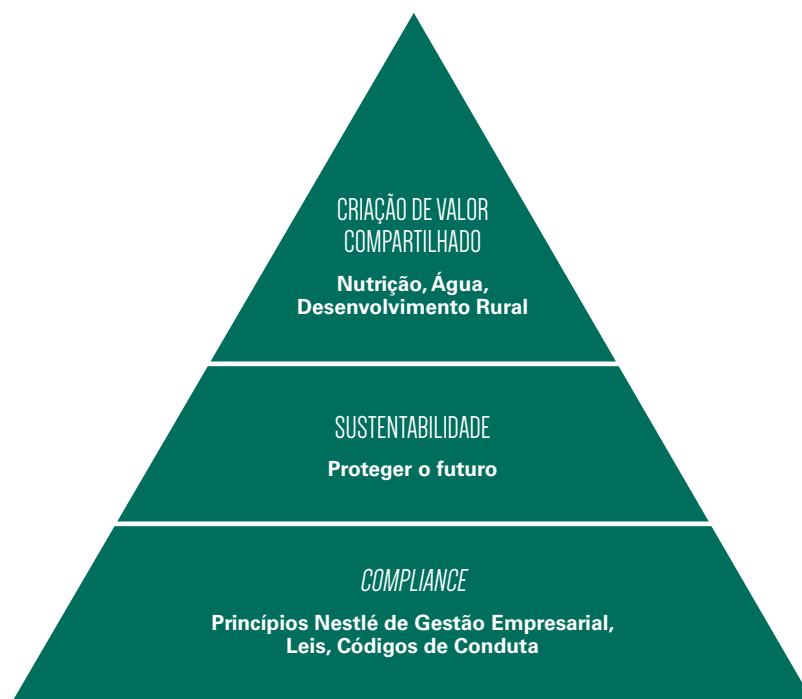 CRIAÇÃO DE VALOR
COMPARTILHADO
Nutrição, Água,
Desenvolvimento Rural
SUSTENTABILIDADE
Proteger o futuro
COMPLIANCE
Princípios Nestlé de Gestão Empresarial,
Leis, Códigos de Conduta